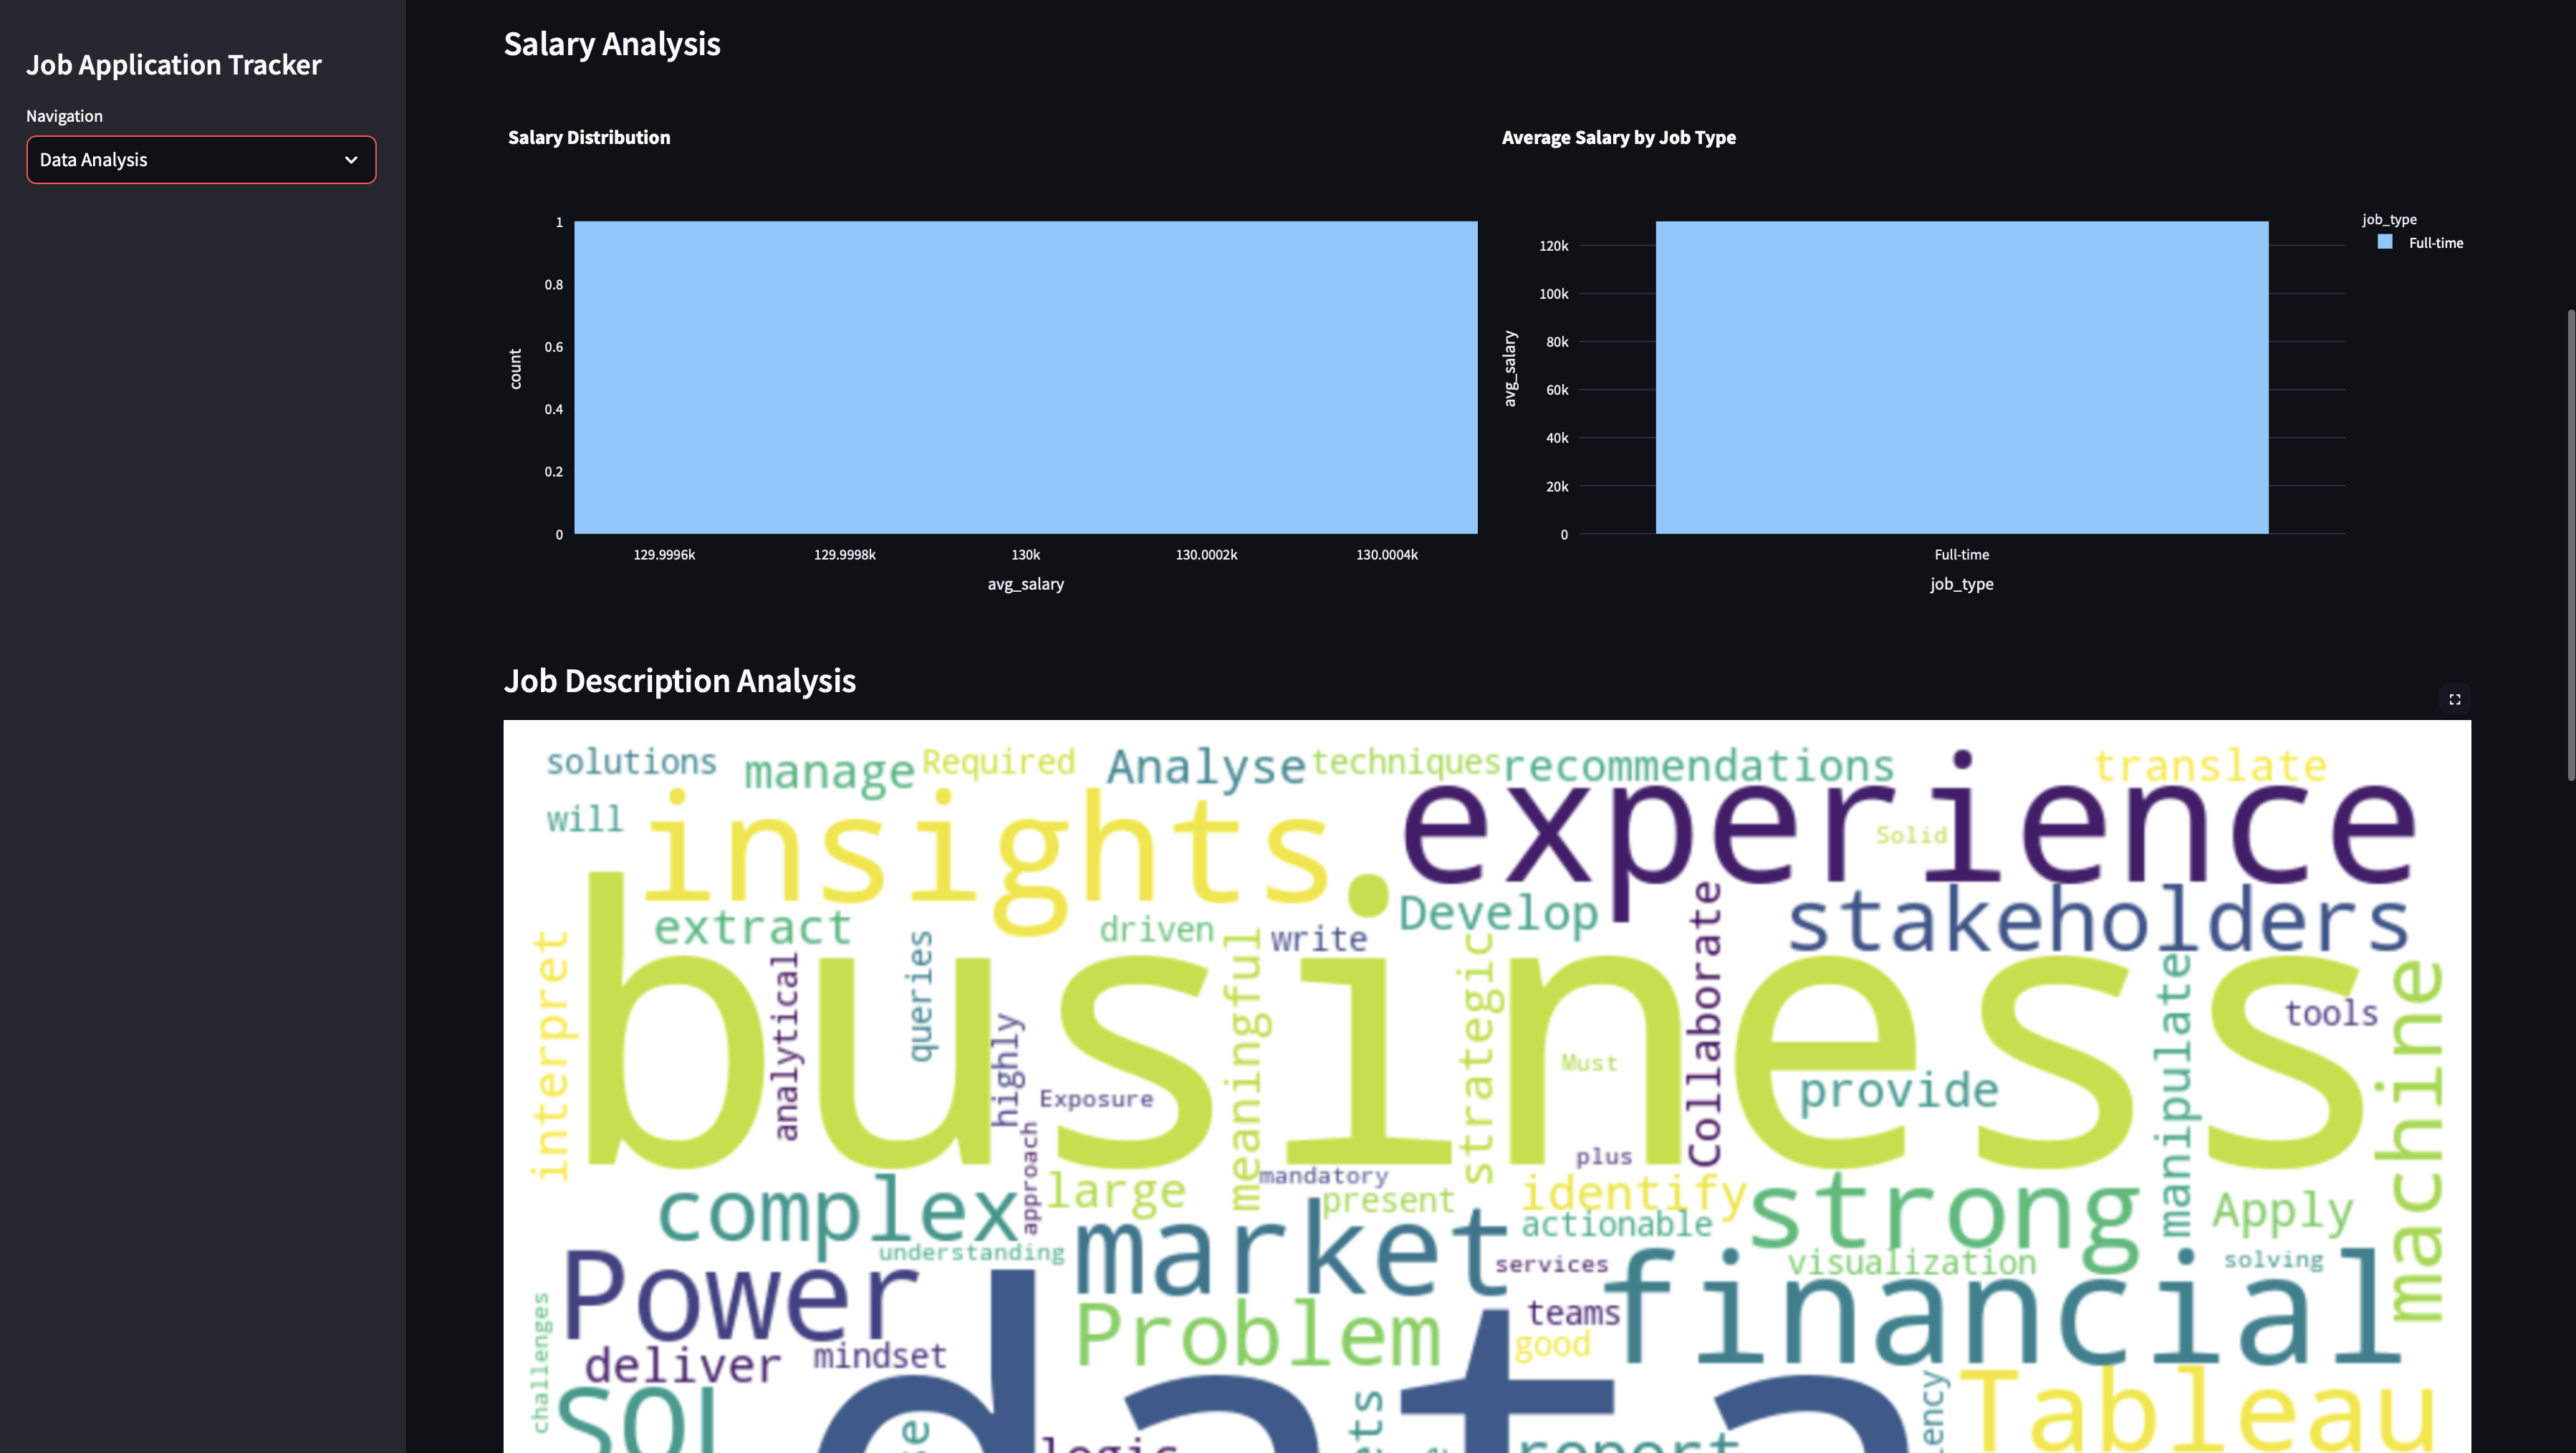 Job Application Tracker
Navigation
Data Analysis
Salary Analysis
Salary Distribution
count
1
0.8
0.6
0.4
0.2
0
129.9996k 129.9998k 130k 130.0002k 130.0004k
avg_salary
Average Salary by Job Type
avg_salary
120k
100k
80k
60k
40k
20k
0
Full-time
job_type
job_type
Full-time
Job Description Analysis
solutions
manage
Required
Analyse
techniques
recommendations
translate
will
insights
experience
Solid
extract
driven
write
Develop
stakeholders
interpret
business
analytical
queries
highly
Exposure
meaningful
strategic
Must
Collaborate
provide
manipulate
tools
machine
approach
mandatory
plus
complex
large
present
identify
actionable
strong
Apply
understanding
market
services
visualization
solving
Power
Problem
teams
financial
good
challenges
deliver
mindset
SQL
data
Tableau
logic
report